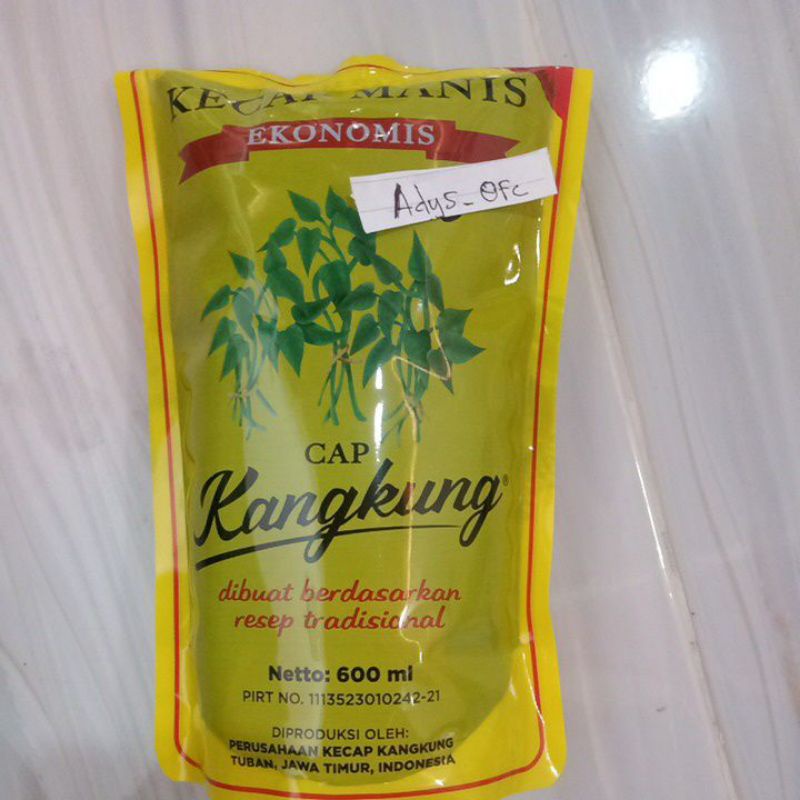 KECAP MANIS
EKONOMIS
Adys_Ofc
CAP
Kangkung®
dibuat berdasarkan
resep tradisional
Netto: 600 ml
PIRT NO. 1113523010242-21
DIPRODUKSI OLEH:
PERUSAHAAN KECAP KANGKUNG
TUBAN, JAWA TIMUR, INDONESIA